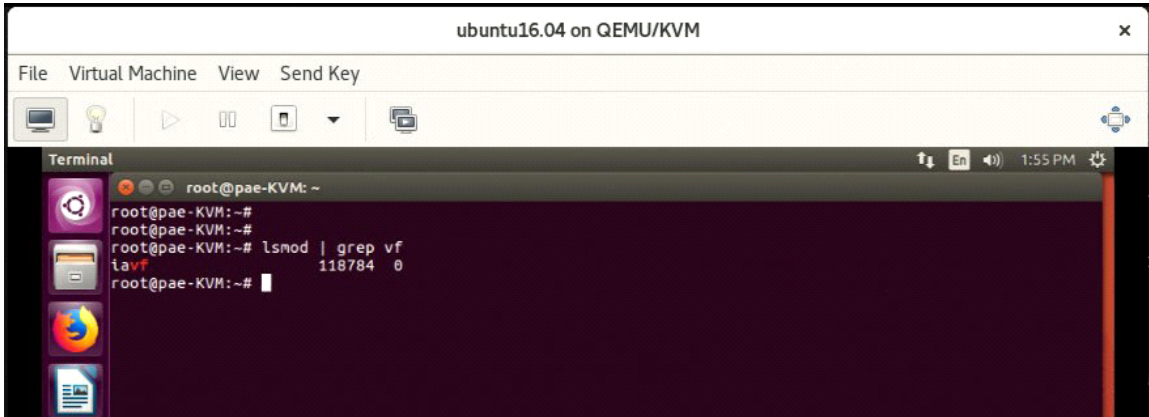 ubuntu16.04 on QEMU/KVM
File Virtual Machine View Send Key
Terminal En 1:55 PM
root@pae-KVM: ~
root@pae-KVM:~#
root@pae-KVM:~#
root@pae-KVM:~# lsmod | grep vf
iavf 118784 0
root@pae-KVM:~#